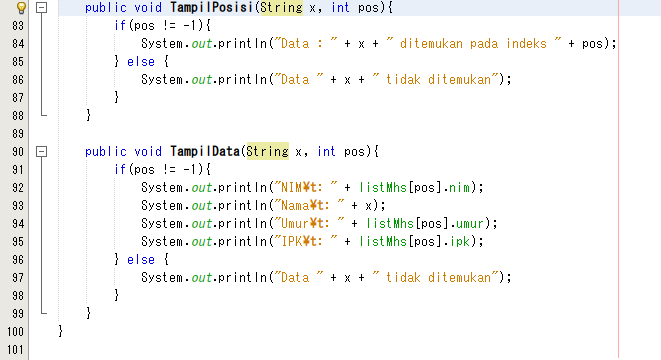 public void TampilPosisi(String x, int pos){
83 if(pos != -1){
84 System.out.println("Data : " + x + " ditemukan pada indeks " + pos);
85 } else {
86 System.out.println("Data " + x + " tidak ditemukan");
87 }
88 }
89
90 public void TampilData(String x, int pos){
91 if(pos != -1){
92 System.out.println("NIM¥t: " + listMhs[pos].nim);
93 System.out.println("Nama¥t: " + x);
94 System.out.println("Umur¥t: " + listMhs[pos].umur);
95 System.out.println("IPK¥t: " + listMhs[pos].ipk);
96 } else {
97 System.out.println("Data " + x + " tidak ditemukan");
98 }
99 }
100 }
101